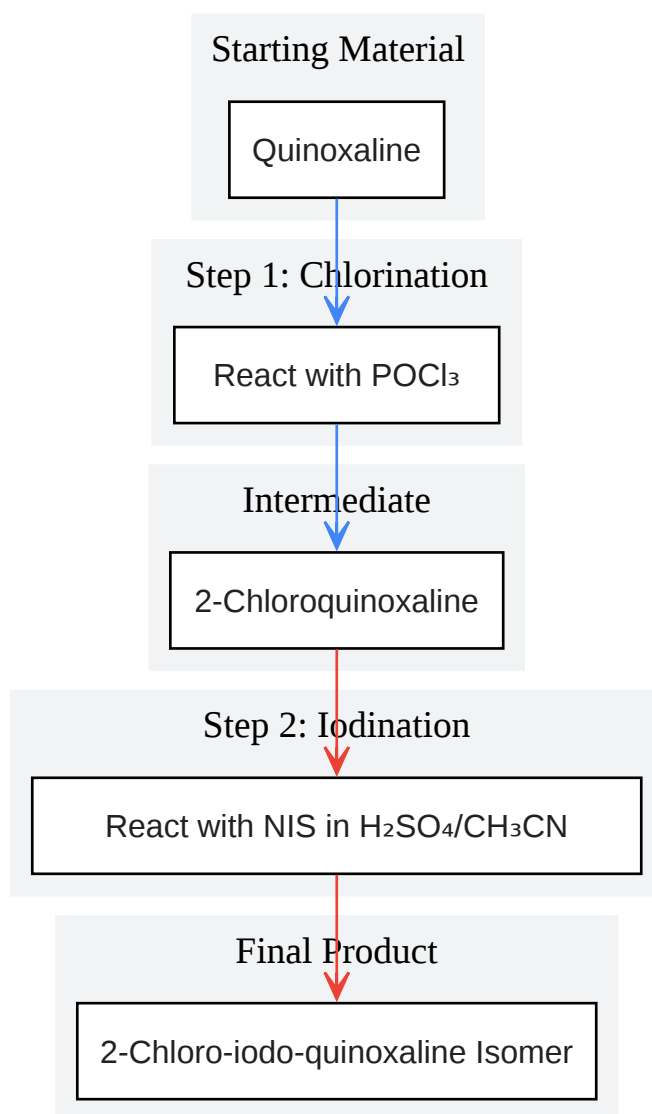 Starting Material
Quinoxaline
Step 1: Chlorination
React with POCl₃
Intermediate
2-Chloroquinoxaline
Step 2: Iodination
React with NIS in H₂SO₄/CH₃CN
Final Product
2-Chloro-iodo-quinoxaline Isomer